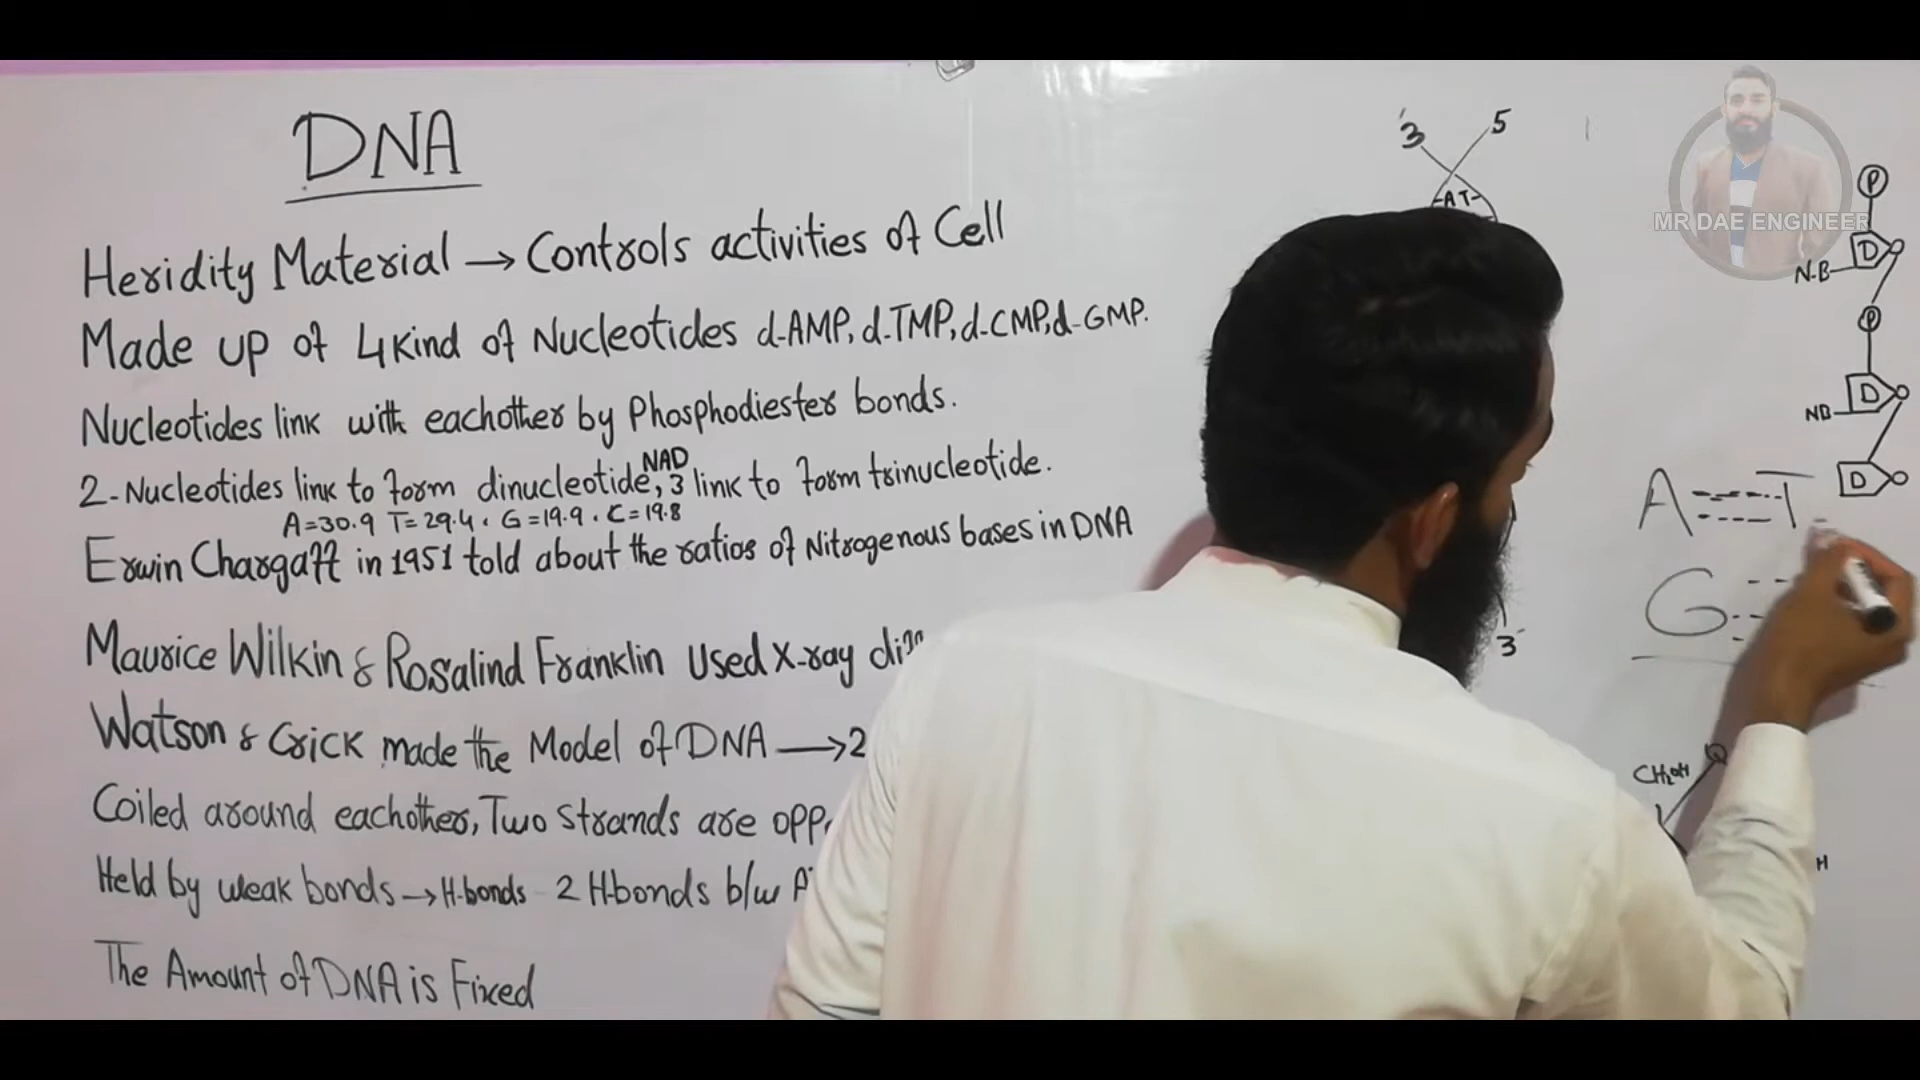 DNA
Heridity Material → Controls activities of Cell
Made up of 4 Kind of Nucleotides d-AMP, d-TMP, d-CMP, d-GMP.
Nucleotides link with eachother by Phosphodiester bonds.
NAD
2-Nucleotides link to form dinucleotide, 3 link to form trinucleotide.
A=30.9 T=29.4, G=19.9, C=19.8
Erwin Chargaff in 1951 told about the ratios of Nitrogenous bases in DNA
Maurice Wilkin & Rosalind Franklin Used X-ray
Watson & Crick made the Model of DNA → 2
Coiled around eachother, Two strands are
Held by weak bonds → H-bonds - 2 H-bonds b/w A
The Amount of DNA is Fixed
3' 5
-AT-
3'
MR DAE ENGINEER
P
D
N-B
P
D
NB
D
A T
G
CH2OH
O
H